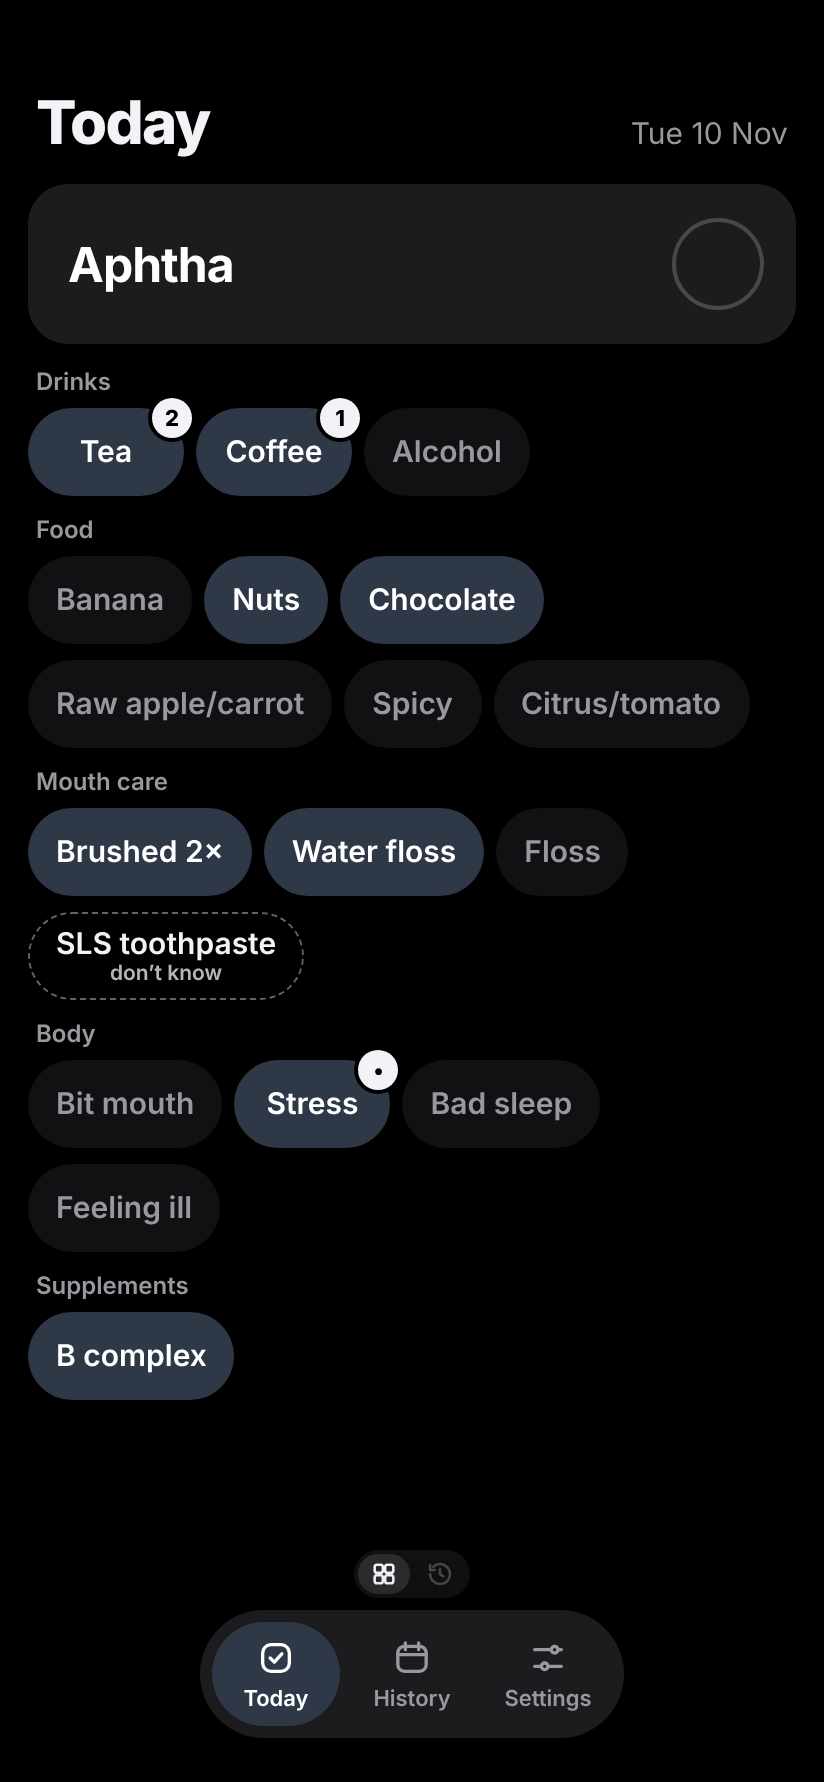 Today
Tue 10 Nov
Aphtha
Drinks
Tea 2 Coffee 1 Alcohol
Food
Banana Nuts Chocolate
Raw apple/carrot Spicy Citrus/tomato
Mouth care
Brushed 2× Water floss Floss
SLS toothpaste
don’t know
Body
Bit mouth Stress • Bad sleep
Feeling ill
Supplements
B complex
Today History Settings